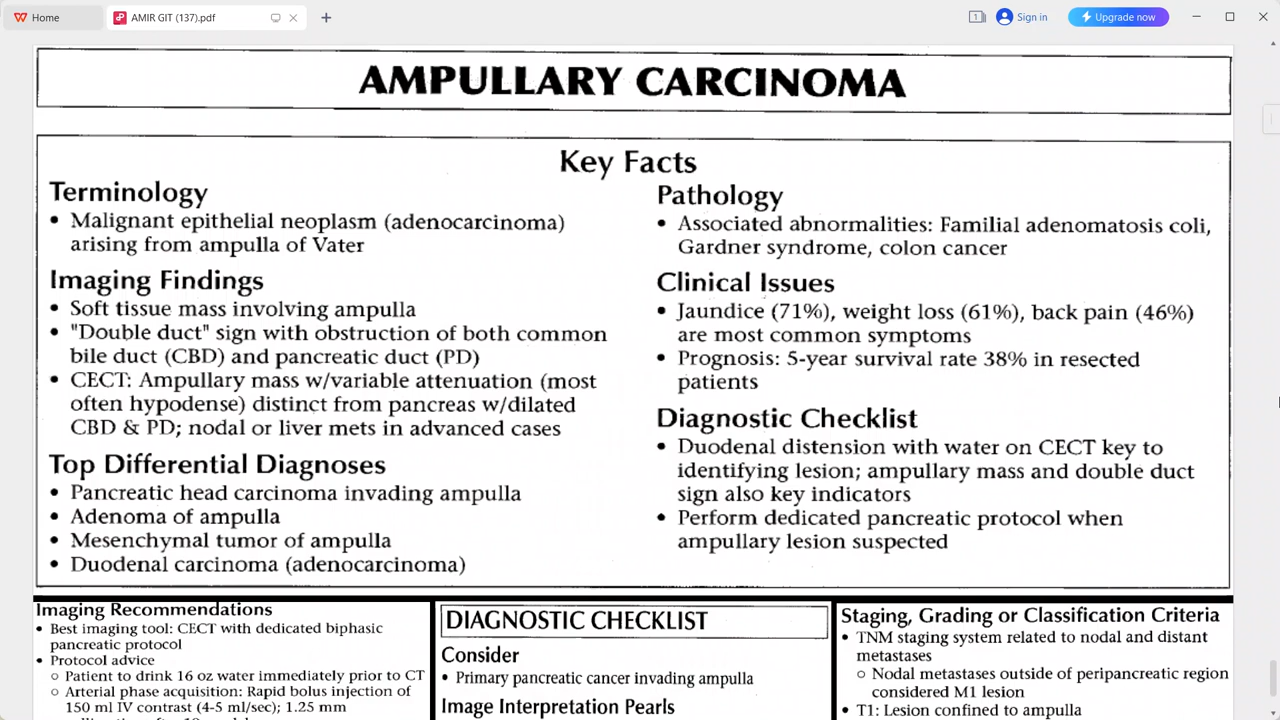 Home
AMIR GIT (137).pdf
Sign in
Upgrade now
AMPULLARY CARCINOMA
Key Facts
Terminology
• Malignant epithelial neoplasm (adenocarcinoma)
arising from ampulla of Vater
Imaging Findings
• Soft tissue mass involving ampulla
• "Double duct" sign with obstruction of both common
bile duct (CBD) and pancreatic duct (PD)
• CECT: Ampullary mass w/variable attenuation (most
often hypodense) distinct from pancreas w/dilated
CBD & PD; nodal or liver mets in advanced cases
Top Differential Diagnoses
• Pancreatic head carcinoma invading ampulla
• Adenoma of ampulla
• Mesenchymal tumor of ampulla
• Duodenal carcinoma (adenocarcinoma)
Pathology
• Associated abnormalities: Familial adenomatosis coli,
Gardner syndrome, colon cancer
Clinical Issues
• Jaundice (71%), weight loss (61%), back pain (46%)
are most common symptoms
• Prognosis: 5-year survival rate 38% in resected
patients
Diagnostic Checklist
• Duodenal distension with water on CECT key to
identifying lesion; ampullary mass and double duct
sign also key indicators
• Perform dedicated pancreatic protocol when
ampullary lesion suspected
Imaging Recommendations
• Best imaging tool: CECT with dedicated biphasic
pancreatic protocol
• Protocol advice
○ Patient to drink 16 oz water immediately prior to CT
○ Arterial phase acquisition: Rapid bolus injection of
150 ml IV contrast (4-5 ml/sec); 1.25 mm
DIAGNOSTIC CHECKLIST
Consider
• Primary pancreatic cancer invading ampulla
Image Interpretation Pearls
Staging, Grading or Classification Criteria
• TNM staging system related to nodal and distant
metastases
○ Nodal metastases outside of peripancreatic region
considered M1 lesion
• T1: Lesion confined to ampulla